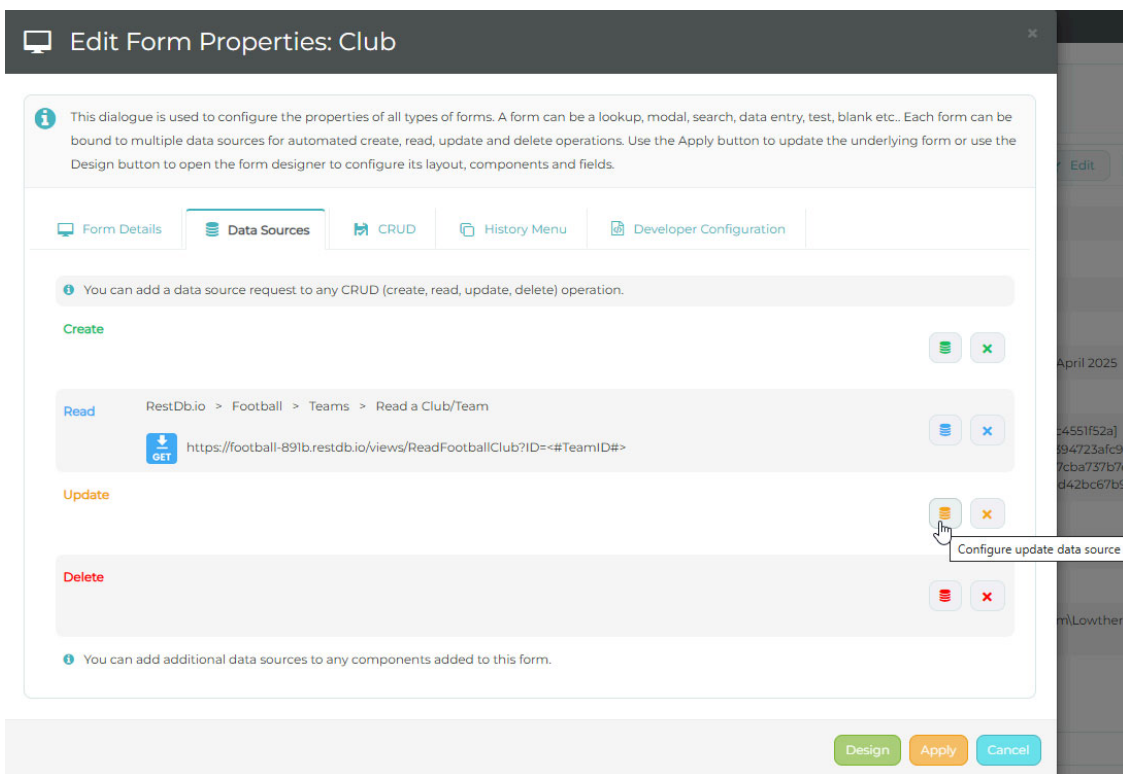 Edit Form Properties: Club
This dialogue is used to configure the properties of all types of forms. A form can be a lookup, modal, search, data entry, test, blank etc.. Each form can be
bound to multiple data sources for automated create, read, update and delete operations. Use the Apply button to update the underlying form or use the
Design button to open the form designer to configure its layout, components and fields.
Edit
Form Details
Data Sources
CRUD
History Menu
Developer Configuration
You can add a data source request to any CRUD (create, read, update, delete) operation.
Create
April 2025
Read
RestDb.io > Football > Teams > Read a Club/Team
GET
https://football-891b.restdb.io/views/ReadFootballClub?ID=<#TeamID#>
c4551f52a]
394723afc9
7cba737b7
d42bc67b9
Update
Configure update data source
Delete
m\Lowther
You can add additional data sources to any components added to this form.
Design
Apply
Cancel